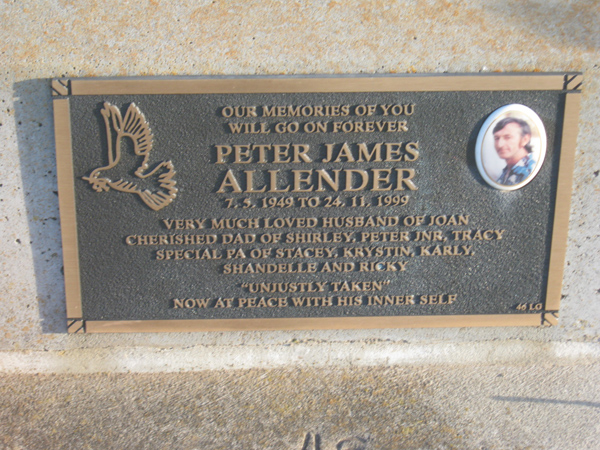 OUR MEMORIES OF YOU
WILL GO ON FOREVER
PETER JAMES
ALLENDER
7. 5. 1949 TO 24. 11. 1999
VERY MUCH LOVED HUSBAND OF JOAN
CHERISHED DAD OF SHIRLEY, PETER JNR, TRACY
SPECIAL PA OF STACEY, KRYSTIN, KARLY,
SHANDELLE AND RICKY
"UNJUSTLY TAKEN"
NOW AT PEACE WITH HIS INNER SELF